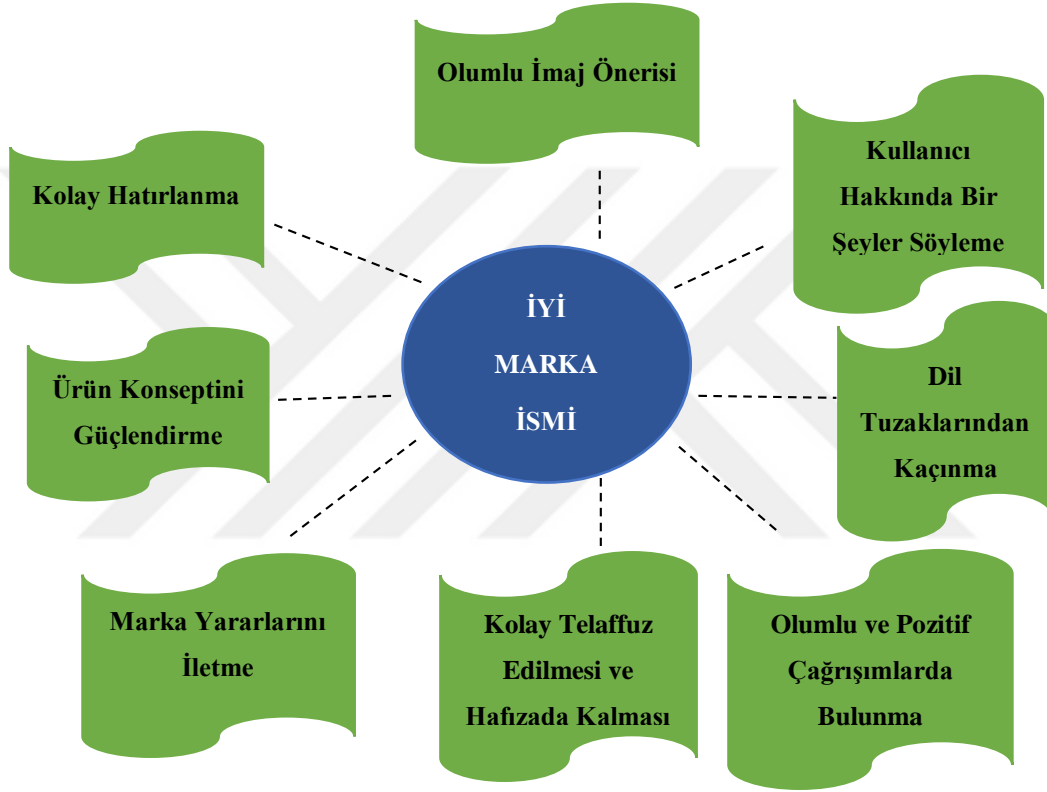 Olumlu İmaj Önerisi
Kullanıcı
Hakkında Bir
Şeyler Söyleme
Kolay Hatırlanma
İYİ
MARKA
İSMİ
Ürün Konseptini
Güçlendirme
Dil
Tuzaklarından
Kaçınma
Marka Yararlarını
İletme
Kolay Telaffuz
Edilmesi ve
Hafızada Kalması
Olumlu ve Pozitif
Çağrışımlarda
Bulunma